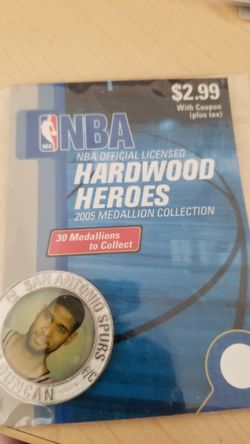 $2.99
With Coupon
(plus tax)
NBA
NBA
NBA OFFICIAL LICENSED
HARDWOOD
HEROES
2005 MEDALLION COLLECTION
30 Medallions
to Collect
SAN ANTONIO SPURS
DUNCAN